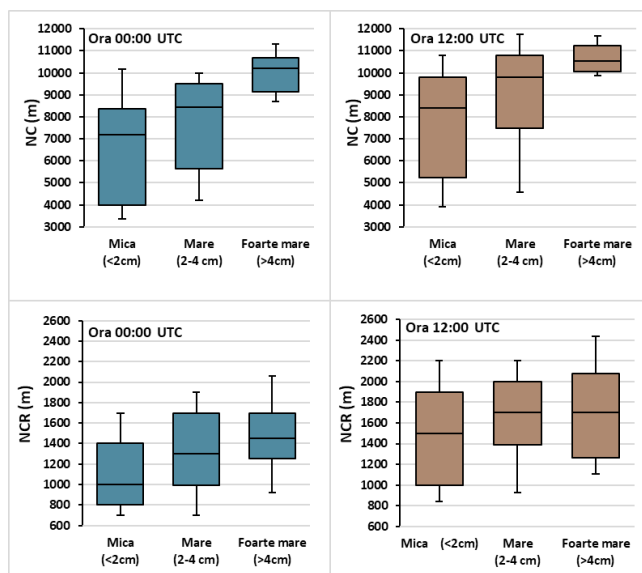 Ora 00:00 UTC
NC (m)
12000
11000
10000
9000
8000
7000
6000
5000
4000
3000
Mica
(<2cm)
Mare
(2-4 cm)
Foarte mare
(>4cm)
Ora 12:00 UTC
NC (m)
12000
11000
10000
9000
8000
7000
6000
5000
4000
3000
Mica
(<2cm)
Mare
(2-4 cm)
Foarte mare
(>4cm)
Ora 00:00 UTC
NCR (m)
2600
2400
2200
2000
1800
1600
1400
1200
1000
800
600
Mica
(<2cm)
Mare
(2-4 cm)
Foarte mare
(>4cm)
Ora 12:00 UTC
NCR (m)
2600
2400
2200
2000
1800
1600
1400
1200
1000
800
600
Mica (<2cm)
Mare
(2-4 cm)
Foarte mare
(>4cm)